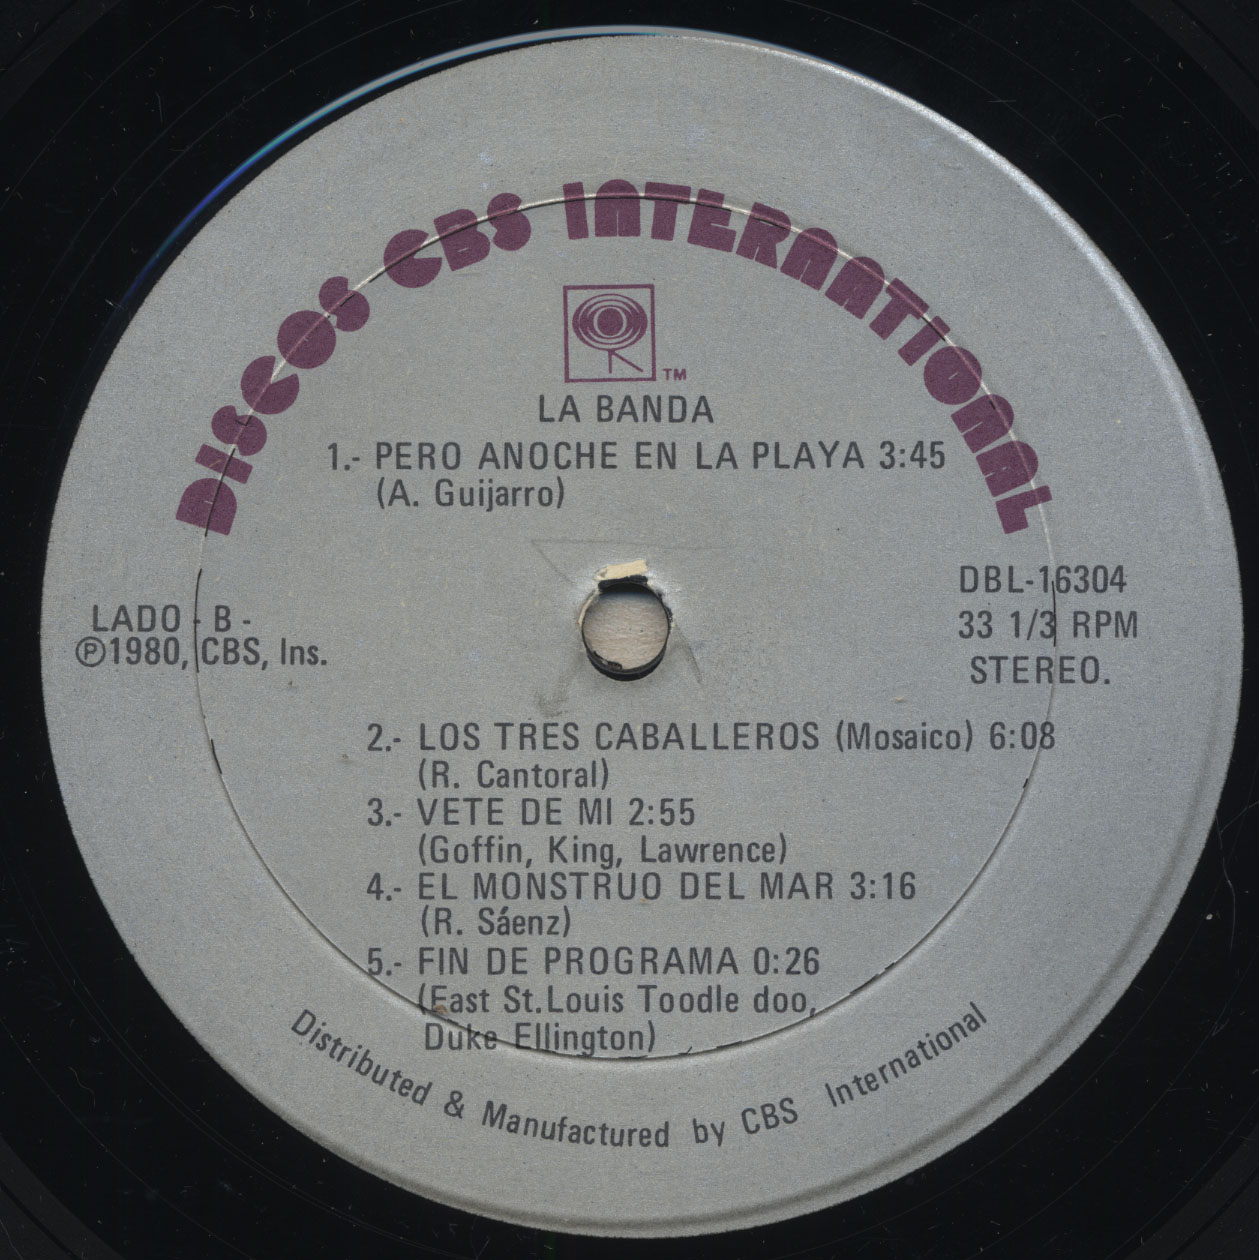 DISCOS CBS INTERNATIONAL
TM
LA BANDA
1.- PERO ANOCHE EN LA PLAYA 3:45
(A. Guijarro)
LADO - B -
℗1980, CBS, Ins.
DBL-16304
33 1/3 RPM
STEREO.
2.- LOS TRES CABALLEROS (Mosaico) 6:08
(R. Cantoral)
3.- VETE DE MI 2:55
(Goffin, King, Lawrence)
4.- EL MONSTRUO DEL MAR 3:16
(R. Sáenz)
5.- FIN DE PROGRAMA 0:26
(East St.Louis Toodle doo,
Duke Ellington)
Distributed & Manufactured by CBS International